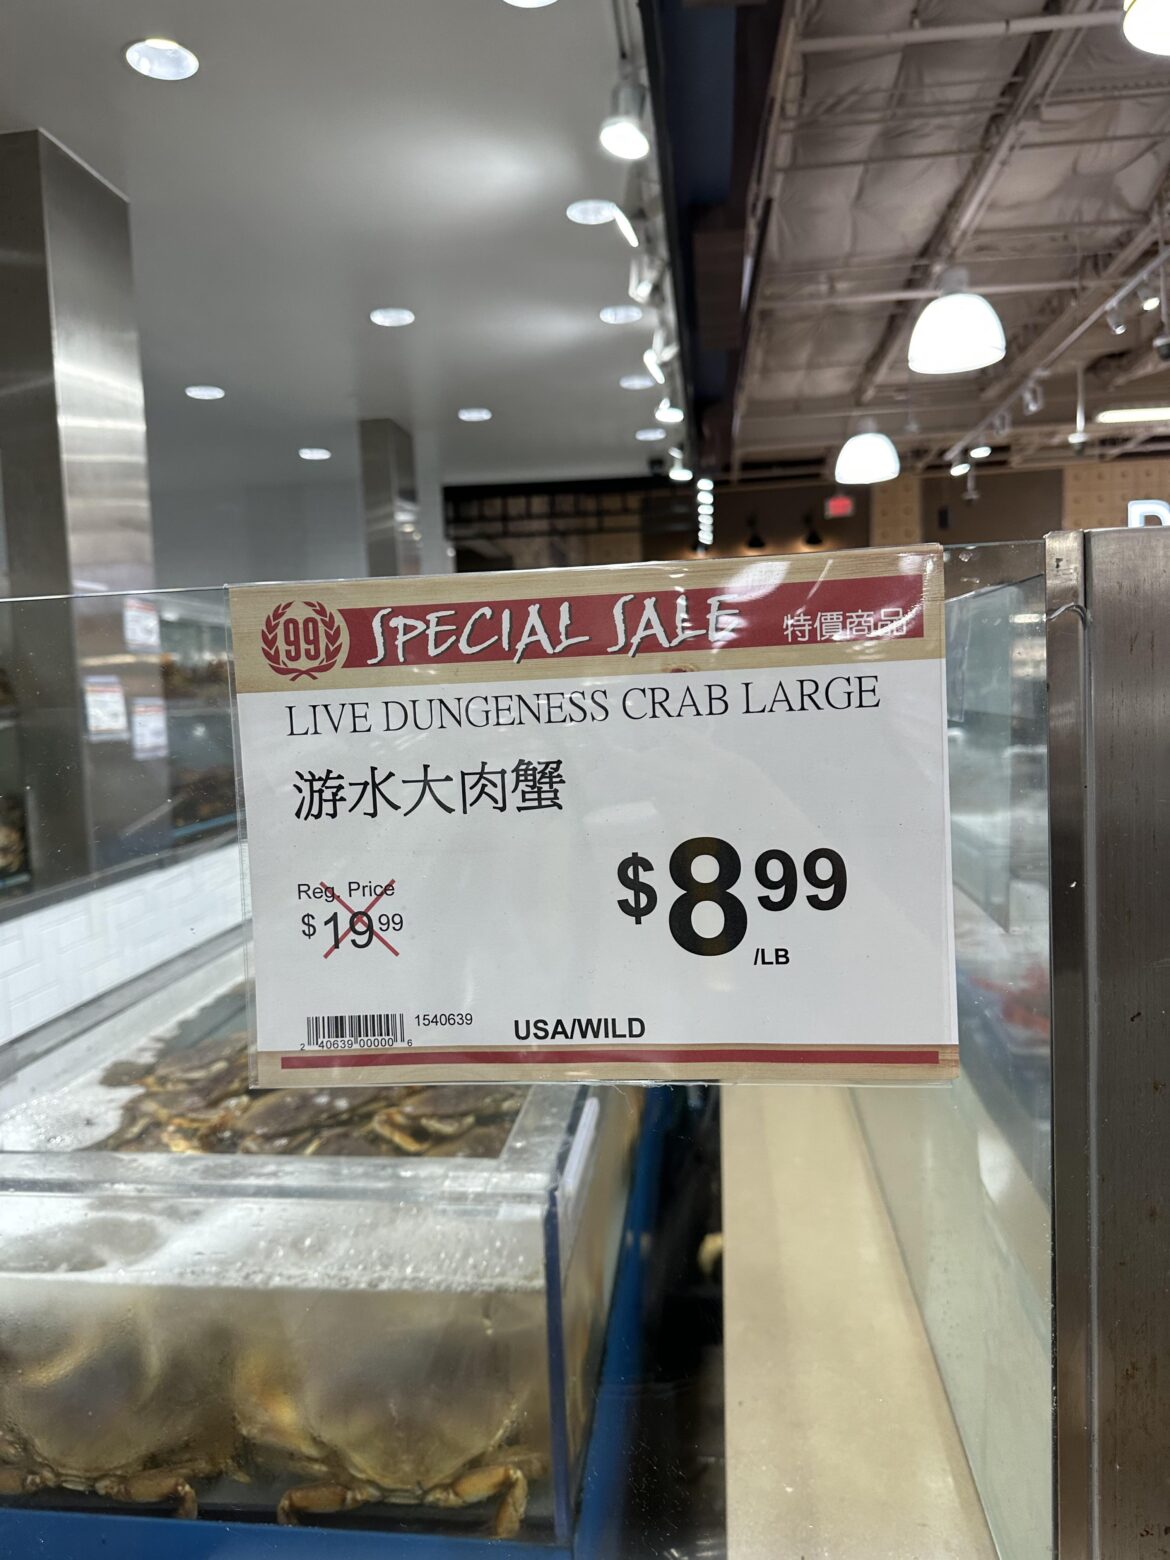 99 SPECIAL SALE 特價商品
LIVE DUNGENESS CRAB LARGE
游水大肉蟹
Reg. Price
$19.99
$8.99
/LB
1540639
2 40639 00000 6
USA/WILD